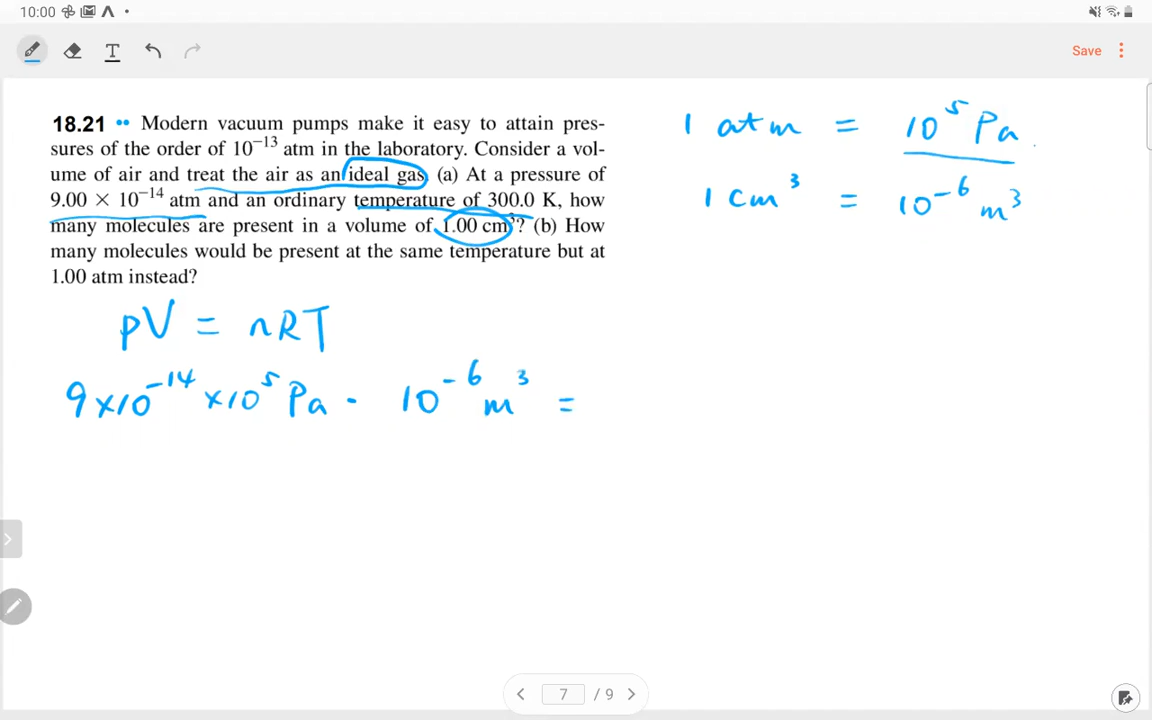 10:00
Save
18.21 •• Modern vacuum pumps make it easy to attain pres-
sures of the order of 10⁻¹³ atm in the laboratory. Consider a vol-
ume of air and treat the air as an ideal gas. (a) At a pressure of
9.00 × 10⁻¹⁴ atm and an ordinary temperature of 300.0 K, how
many molecules are present in a volume of 1.00 cm³? (b) How
many molecules would be present at the same temperature but at
1.00 atm instead?
1 atm = 10⁵ Pa
1 cm³ = 10⁻⁶ m³
pV = nRT
9×10⁻¹⁴ ×10⁵ Pa · 10⁻⁶ m³ =
7 / 9